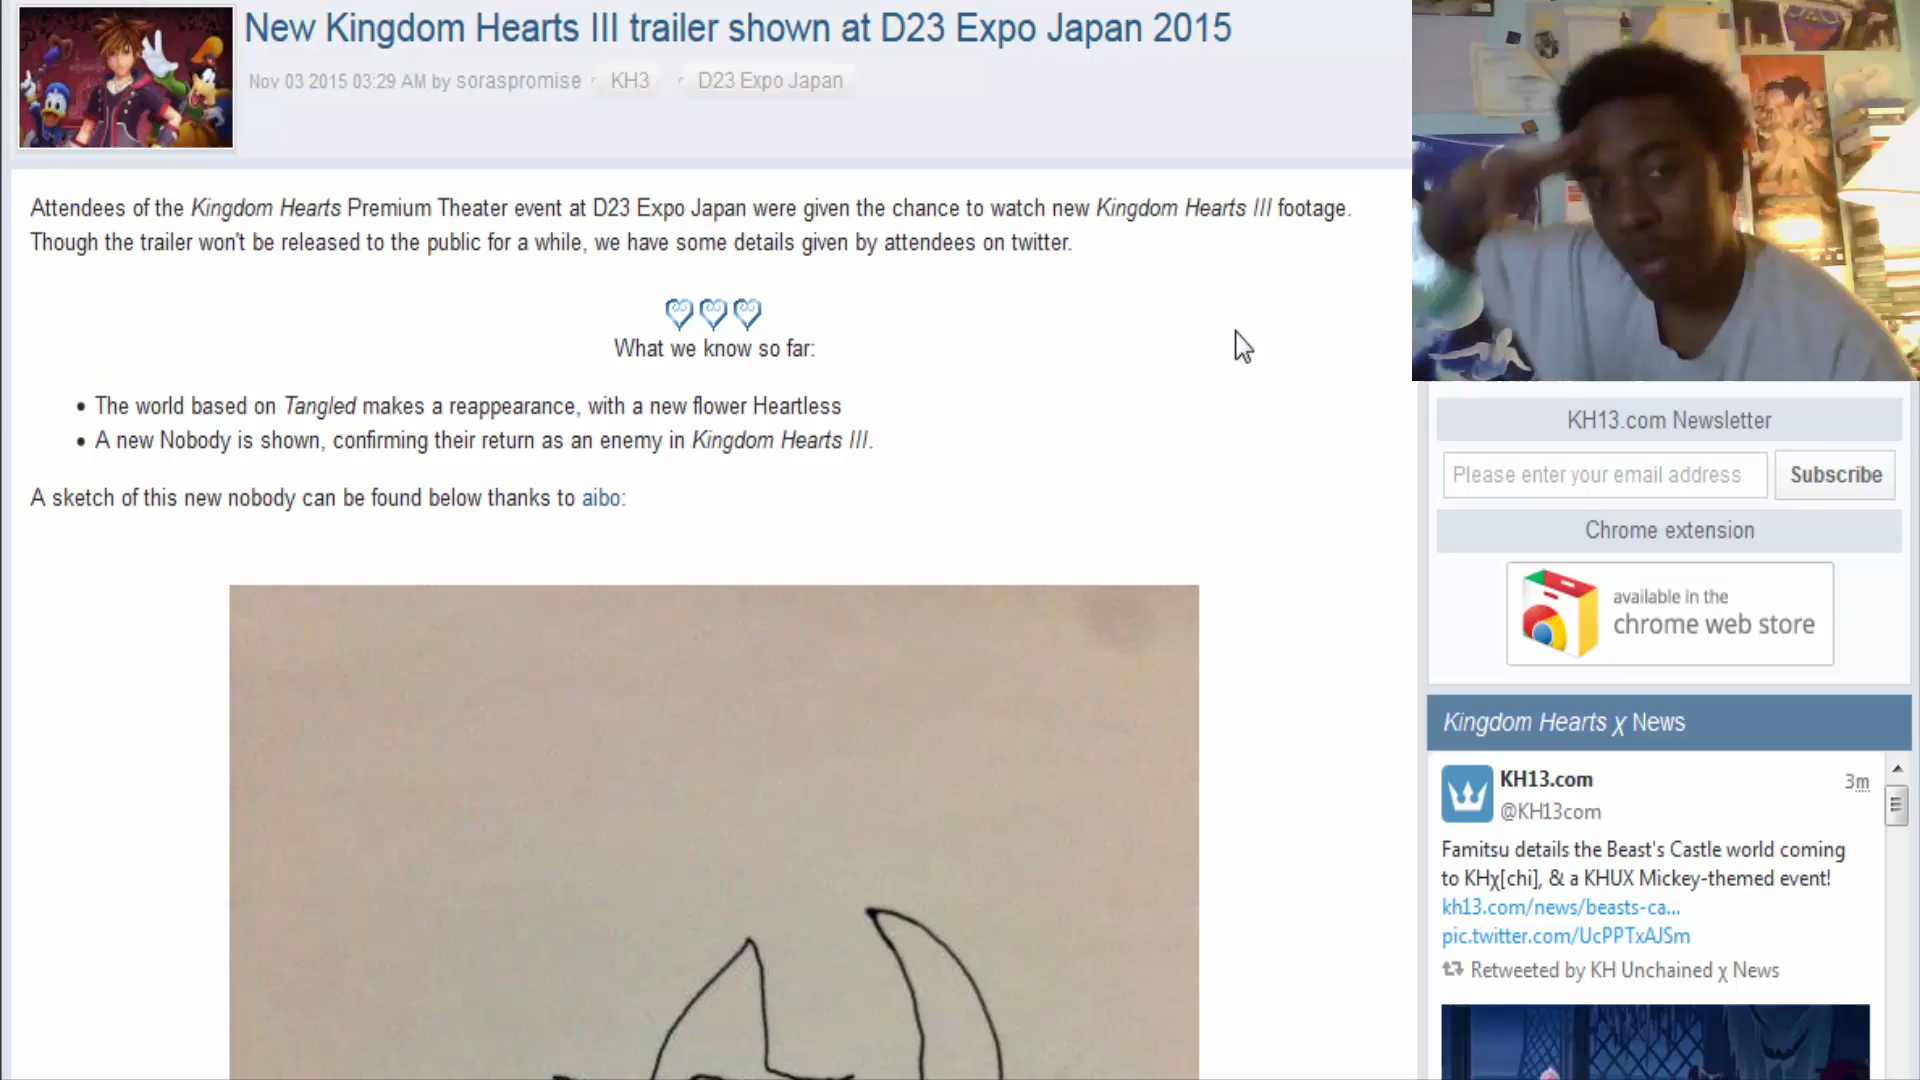 New Kingdom Hearts III trailer shown at D23 Expo Japan 2015
Nov 03 2015 03:29 AM by soraspromise KH3 D23 Expo Japan
Attendees of the Kingdom Hearts Premium Theater event at D23 Expo Japan were given the chance to watch new Kingdom Hearts III footage.
Though the trailer won't be released to the public for a while, we have some details given by attendees on twitter.
What we know so far:
• The world based on Tangled makes a reappearance, with a new flower Heartless
• A new Nobody is shown, confirming their return as an enemy in Kingdom Hearts III.
A sketch of this new nobody can be found below thanks to aibo:
KH13.com Newsletter
Please enter your email address Subscribe
Chrome extension
available in the
chrome web store
Kingdom Hearts χ News
KH13.com 3m
@KH13com
Famitsu details the Beast's Castle world coming
to KHχ[chi], & a KHUX Mickey-themed event!
kh13.com/news/beasts-ca...
pic.twitter.com/UcPPTxAJSm
Retweeted by KH Unchained χ News